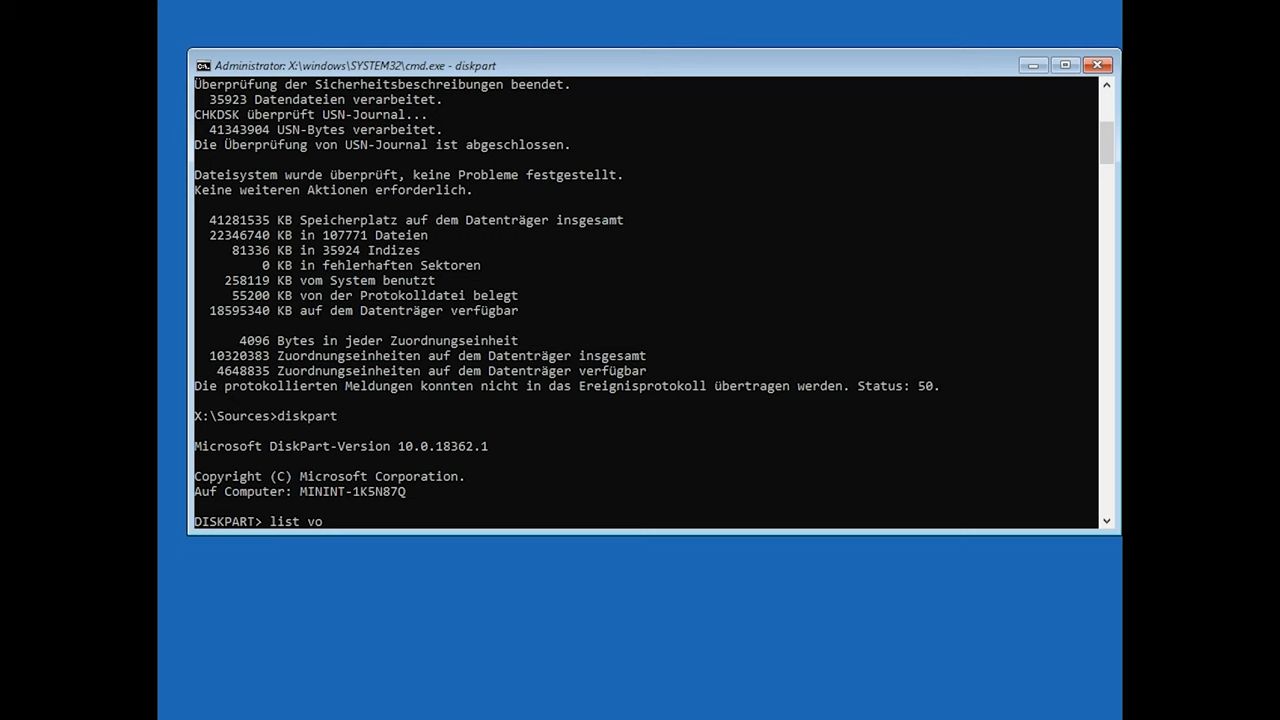 Administrator: X:\windows\SYSTEM32\cmd.exe - diskpart
Überprüfung der Sicherheitsbeschreibungen beendet.
35923 Datendateien verarbeitet.
CHKDSK überprüft USN-Journal...
41343904 USN-Bytes verarbeitet.
Die Überprüfung von USN-Journal ist abgeschlossen.
Dateisystem wurde überprüft, keine Probleme festgestellt.
Keine weiteren Aktionen erforderlich.
41281535 KB Speicherplatz auf dem Datenträger insgesamt
22346740 KB in 107771 Dateien
81336 KB in 35924 Indizes
0 KB in fehlerhaften Sektoren
258119 KB vom System benutzt
55200 KB von der Protokolldatei belegt
18595340 KB auf dem Datenträger verfügbar
4096 Bytes in jeder Zuordnungseinheit
10320383 Zuordnungseinheiten auf dem Datenträger insgesamt
4648835 Zuordnungseinheiten auf dem Datenträger verfügbar
Die protokollierten Meldungen konnten nicht in das Ereignisprotokoll übertragen werden. Status: 50.
X:\Sources>diskpart
Microsoft DiskPart-Version 10.0.18362.1
Copyright (C) Microsoft Corporation.
Auf Computer: MININT-1K5N87Q
DISKPART> list vo